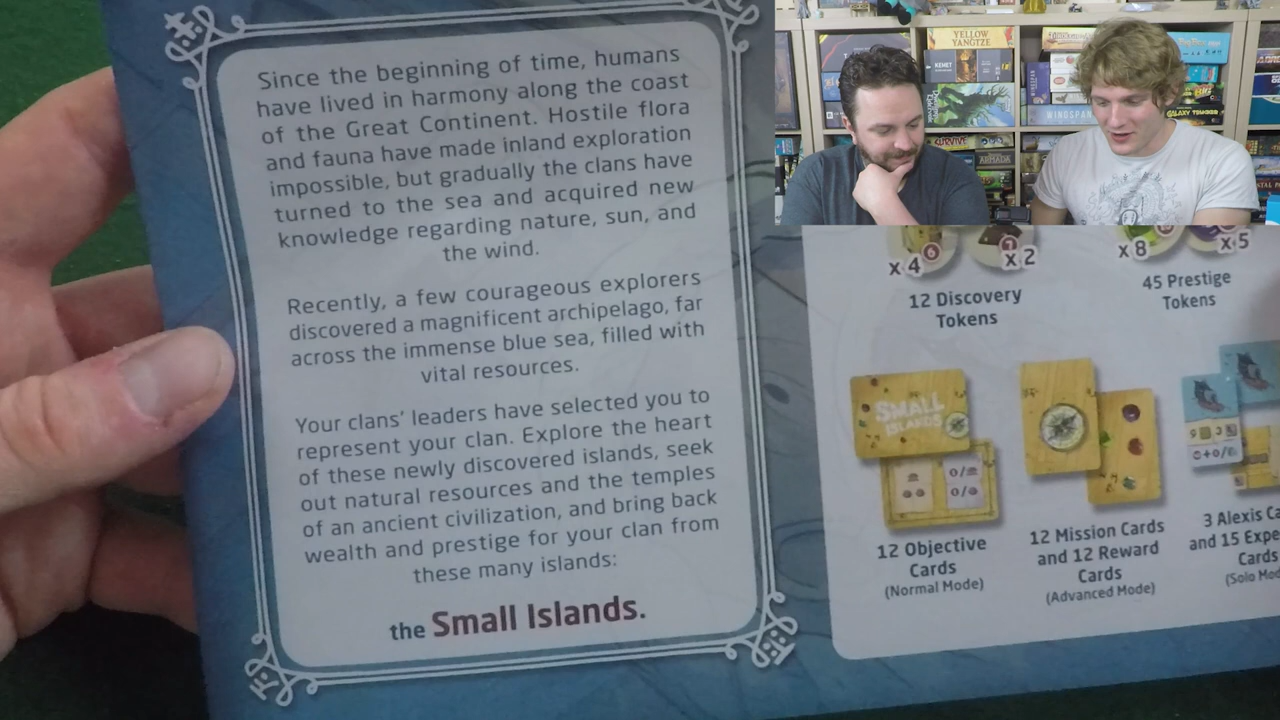 Since the beginning of time, humans
have lived in harmony along the coast
of the Great Continent. Hostile flora
and fauna have made inland exploration
impossible, but gradually the clans have
turned to the sea and acquired new
knowledge regarding nature, sun, and
the wind.
Recently, a few courageous explorers
discovered a magnificent archipelago, far
across the immense blue sea, filled with
vital resources.
Your clans' leaders have selected you to
represent your clan. Explore the heart
of these newly discovered islands, seek
out natural resources and the temples
of an ancient civilization, and bring back
wealth and prestige for your clan from
these many islands:
the Small Islands.
x4
x2
x8
x5
12 Discovery
Tokens
45 Prestige
Tokens
SMALL
ISLANDS
12 Objective
Cards
(Normal Mode)
12 Mission Cards
and 12 Reward
Cards
(Advanced Mode)
3 Alexis
and 15
Cards
(Solo
YELLOW
YANGTZE
KEMET
WINGSPAN
SURVIVE
ARMADA
GALAXY TRUCKER